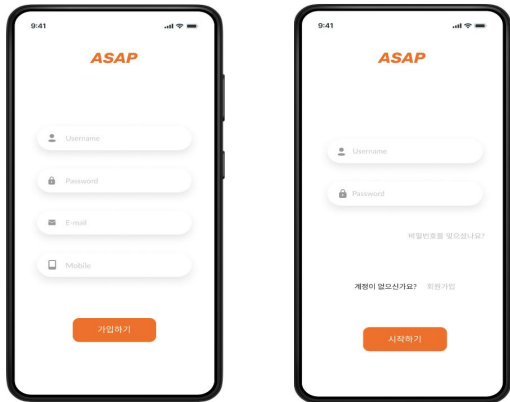 9:41
ASAP
Username
Password
E-mail
Mobile
가입하기
9:41
ASAP
Username
Password
비밀번호를 잊으셨나요?
계정이 없으신가요? 회원가입
시작하기